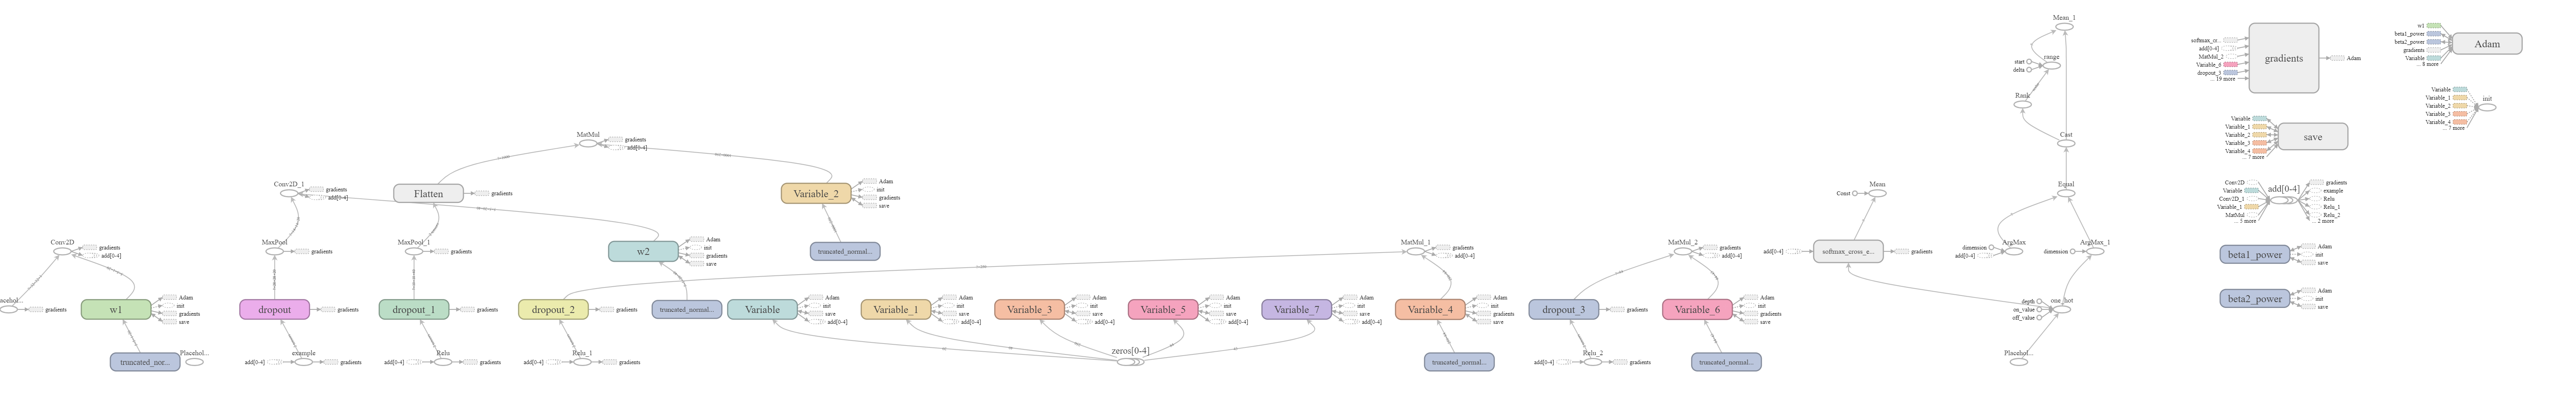 Mean_1
start
range
delta
Rank
Cast
Equal
ArgMax
dimension
add[0-4]
ArgMax_1
dimension
one_hot
depth
on_value
off_value
Placehol...
Mean
Const
softmax_cross_e...
add[0-4]
gradients
MatMul
gradients
add[0-4]
Conv2D_1
gradients
add[0-4]
Flatten
gradients
Variable_2
Adam
init
gradients
save
truncated_normal...
Conv2D
gradients
add[0-4]
MaxPool
gradients
MaxPool_1
gradients
w2
Adam
init
gradients
save
truncated_normal...
MatMul_1
gradients
add[0-4]
MatMul_2
gradients
add[0-4]
acehol...
gradients
w1
Adam
init
gradients
save
truncated_nor...
Placehol...
dropout
gradients
add[0-4]
example
gradients
dropout_1
gradients
add[0-4]
Relu
gradients
dropout_2
gradients
add[0-4]
Relu_1
gradients
Variable
Adam
init
save
add[0-4]
Variable_1
Adam
init
save
add[0-4]
Variable_3
Adam
init
save
add[0-4]
Variable_5
Adam
init
save
add[0-4]
Variable_7
Adam
init
save
add[0-4]
zeros[0-4]
Variable_4
Adam
init
gradients
save
truncated_normal...
dropout_3
gradients
add[0-4]
Relu_2
gradients
Variable_6
Adam
init
gradients
save
truncated_normal...
softmax_cr...
add[0-4]
MatMul_2
Variable_6
dropout_3
... 19 more
gradients
Adam
w1
beta1_power
beta2_power
gradients
Variable
... 8 more
Adam
Variable
Variable_1
Variable_2
Variable_3
Variable_4
... 7 more
init
Variable
Variable_1
Variable_2
Variable_3
Variable_4
... 7 more
save
Conv2D
Variable
Conv2D_1
Variable_1
MatMul
... 5 more
add[0-4]
gradients
example
Relu
Relu_1
Relu_2
... 2 more
beta1_power
Adam
init
save
beta2_power
Adam
init
save